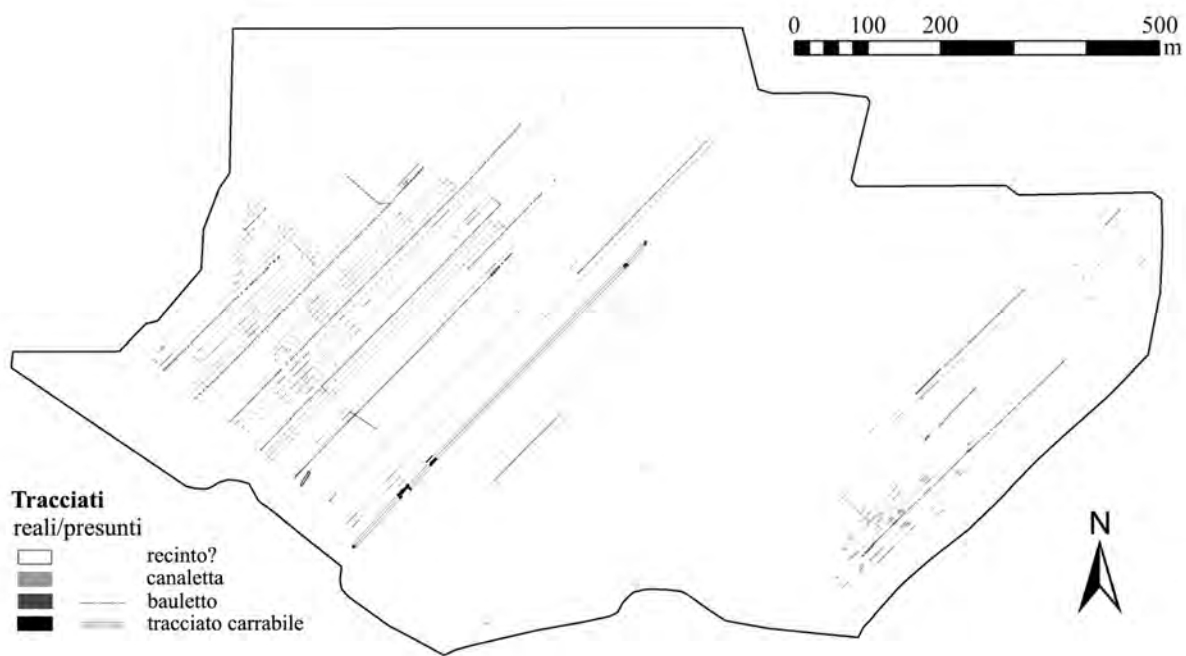 0 100 200 500
m
N
Tracciati
reali/presunti
recinto?
canaletta
bauletto
tracciato carrabile